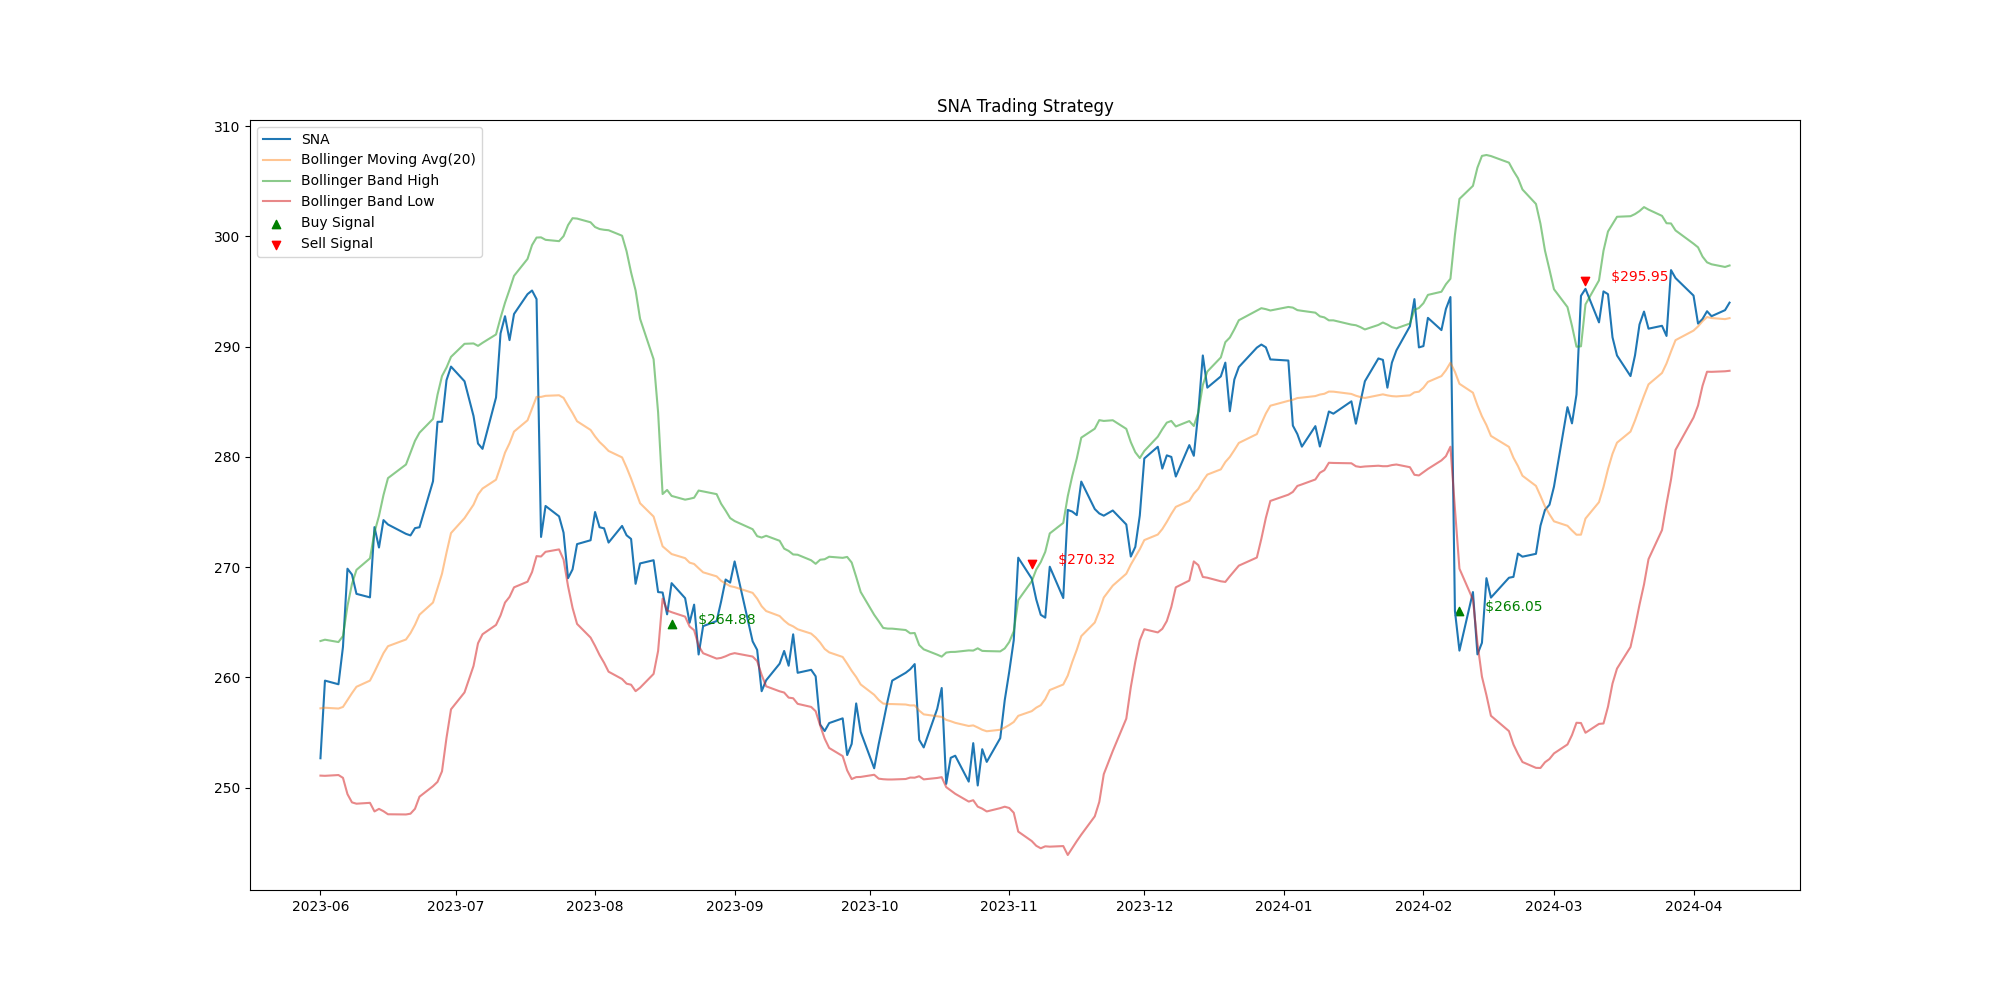 SNA Trading Strategy
SNA
Bollinger Moving Avg(20)
Bollinger Band High
Bollinger Band Low
Buy Signal
Sell Signal
310
300
290
280
270
260
250
$264.88
$270.32
$266.05
$295.95
2023-06 2023-07 2023-08 2023-09 2023-10 2023-11 2023-12 2024-01 2024-02 2024-03 2024-04